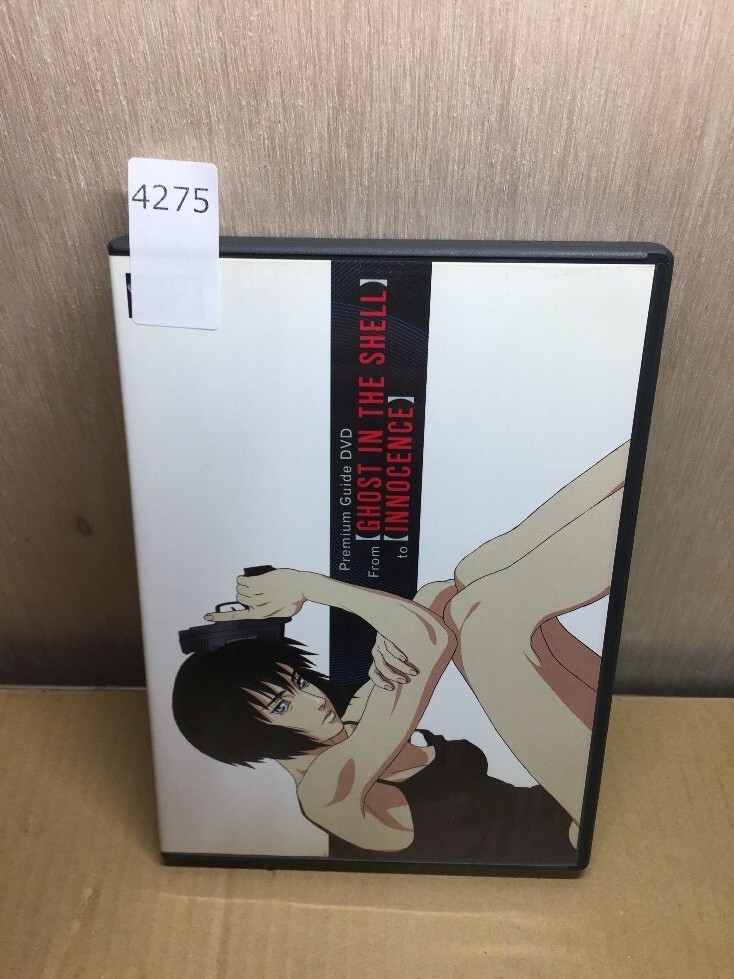 4275
Premium Guide DVD
From【GHOST IN THE SHELL】
to【INNOCENCE】